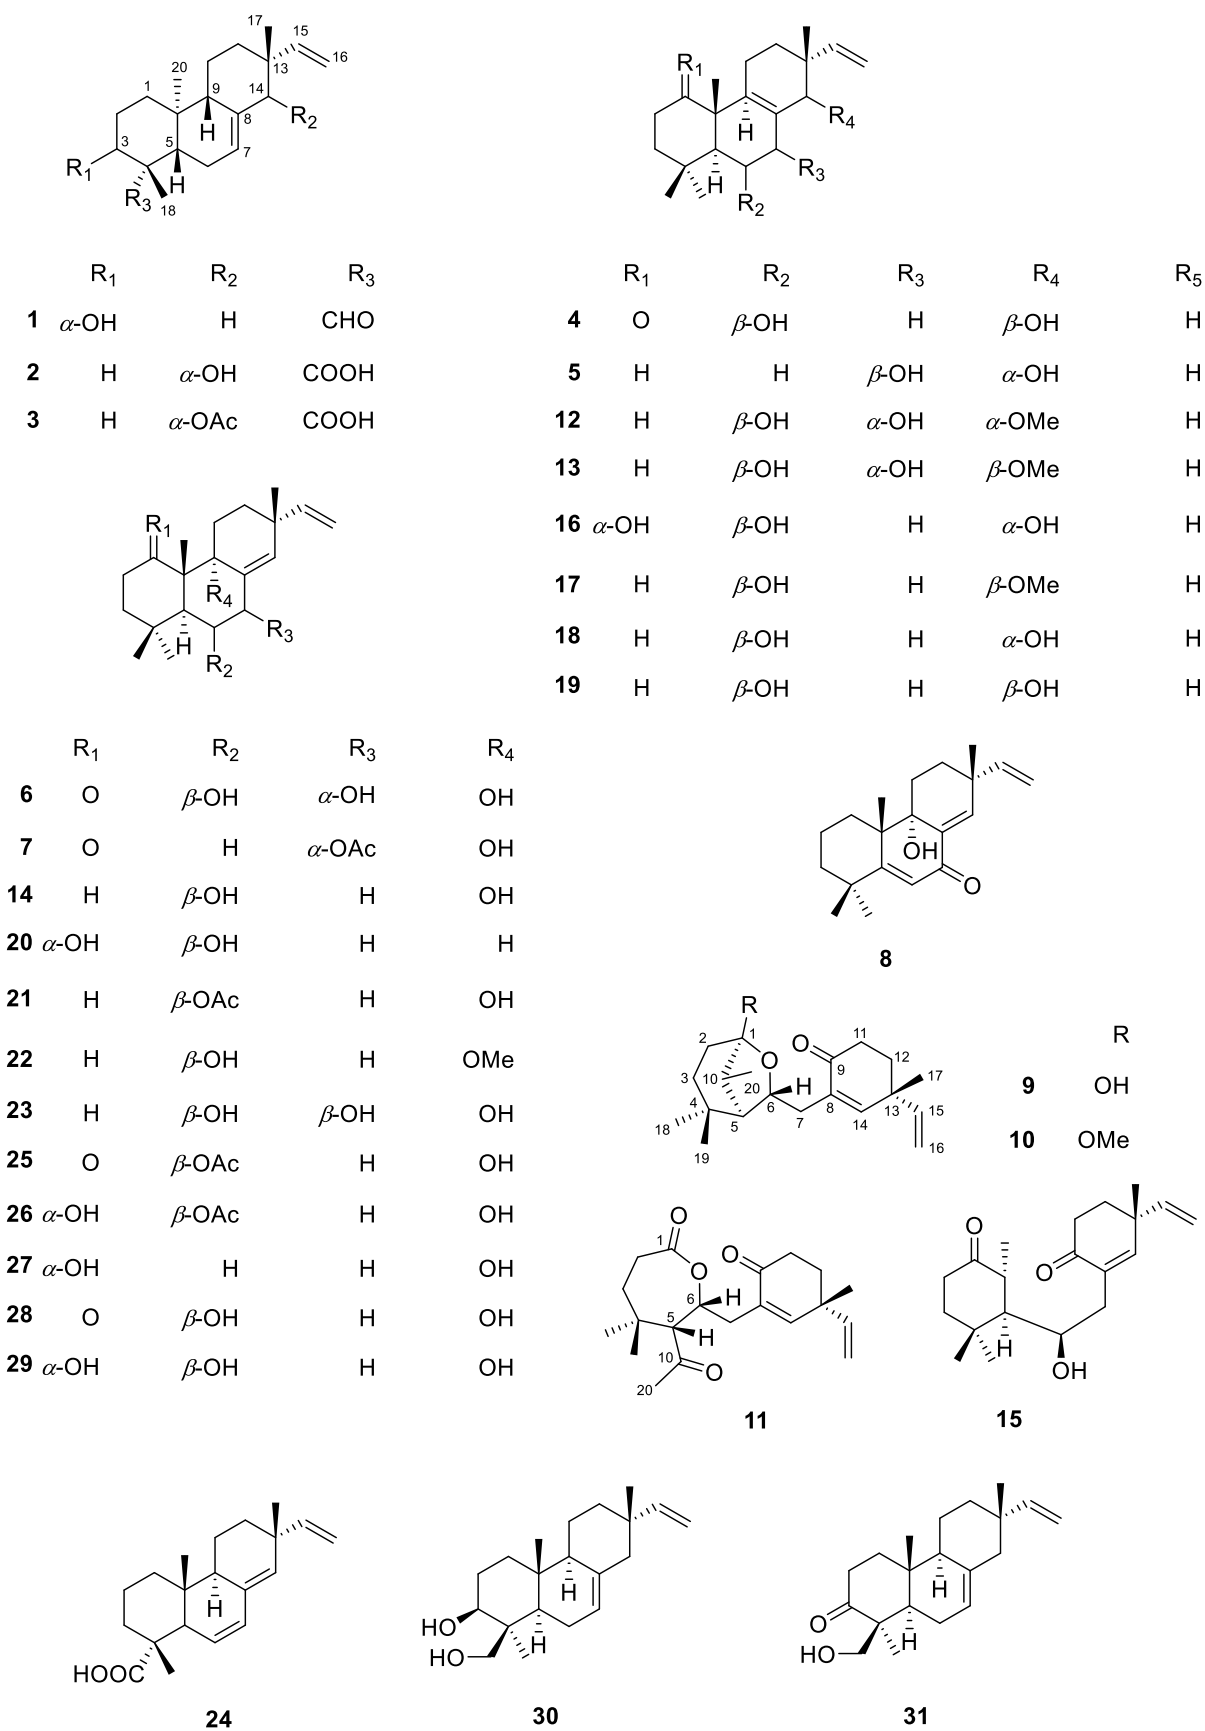 17
15
16
20
1
9
13
14
R2
H
8
3
5
7
R1
H
R3
18
R1
H
R4
H
R3
R2
R1 R2 R3
1 α-OH H CHO
2 H α-OH COOH
3 H α-OAc COOH
R1 R2 R3 R4 R5
4 O β-OH H β-OH H
5 H H β-OH α-OH H
12 H β-OH α-OH α-OMe H
13 H β-OH α-OH β-OMe H
16 α-OH β-OH H α-OH H
17 H β-OH H β-OMe H
18 H β-OH H α-OH H
19 H β-OH H β-OH H
R1
R4
H
R3
R2
R1 R2 R3 R4
6 O β-OH α-OH OH
7 O H α-OAc OH
14 H β-OH H OH
20 α-OH β-OH H H
21 H β-OAc H OH
22 H β-OH H OMe
23 H β-OH β-OH OH
25 O β-OAc H OH
26 α-OH β-OAc H OH
27 α-OH H H OH
28 O β-OH H OH
29 α-OH β-OH H OH
OH
O
8
R
2
1
O
11
O
9
12
3
10
20
H
17
4
6
8
13
15
18
5
7
14
16
19
R
9 OH
10 OMe
O
1
O
O
6
H
5
H
10
O
20
11
O
O
H
OH
15
H
HOOC
24
HO
H
H
HO
30
O
H
H
HO
31